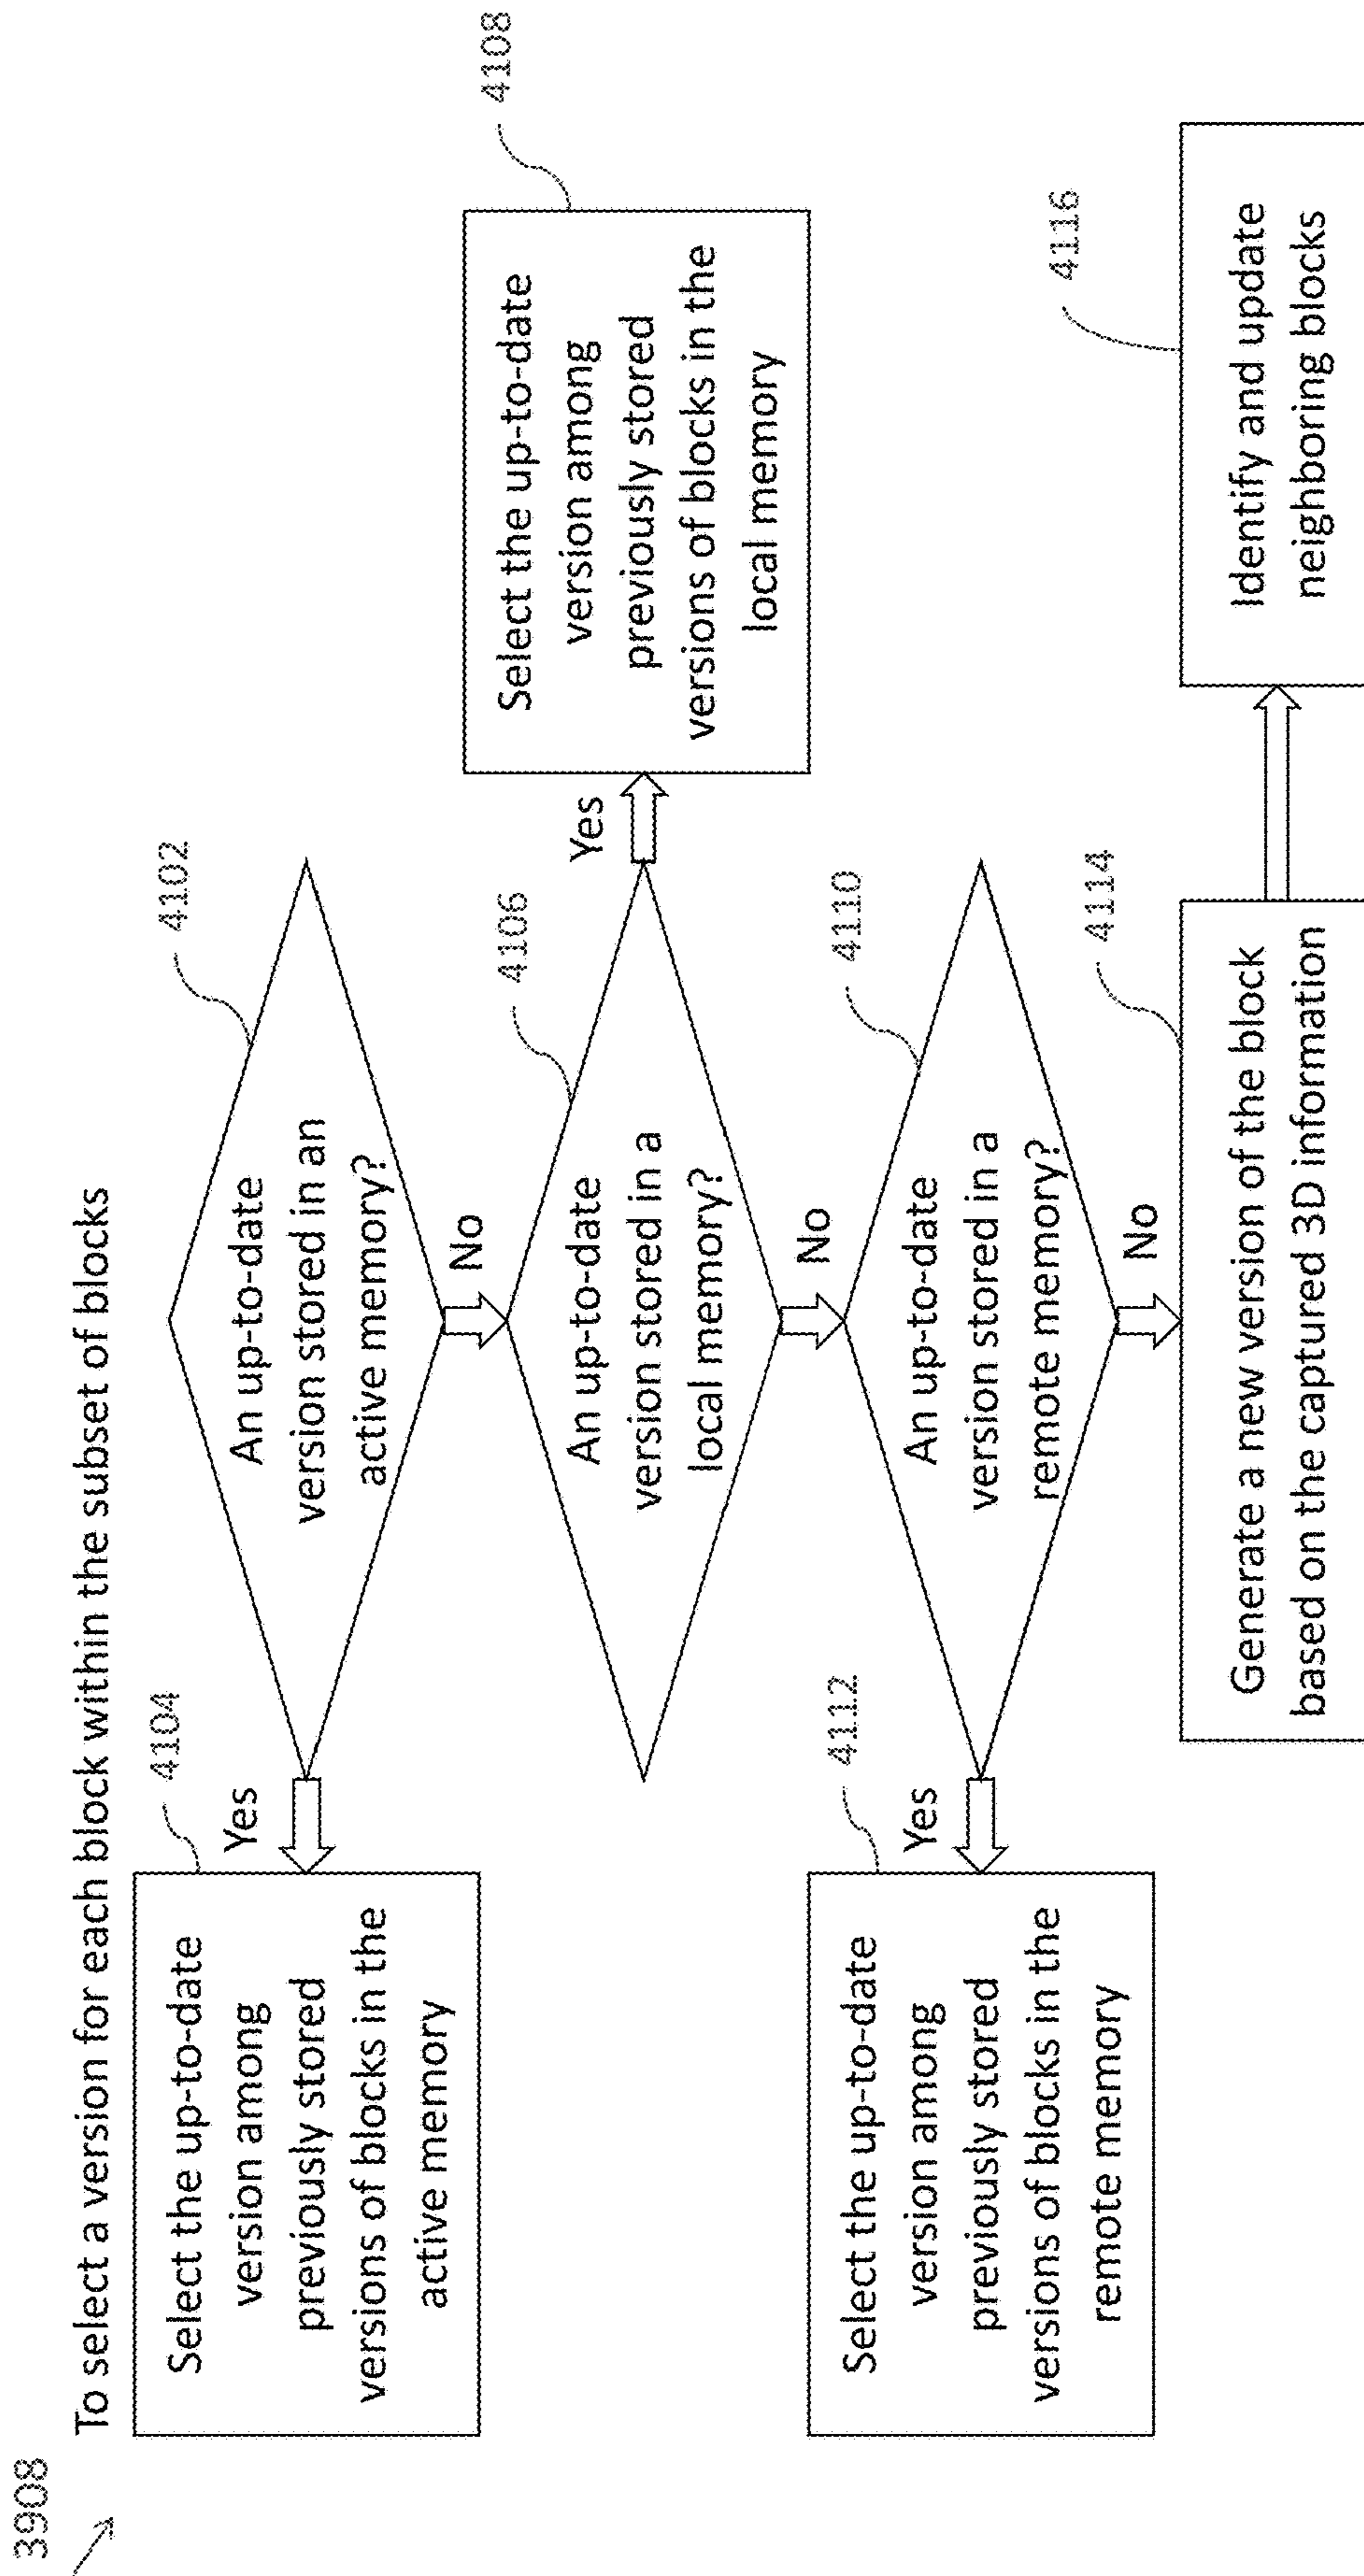 3908
To select a version for each block within the subset of blocks
4104
Select the up-to-date
version among
previously stored
versions of blocks in the
active memory
Yes
4102
An up-to-date
version stored in an
active memory?
No
4106
An up-to-date
version stored in a
local memory?
Yes
4108
Select the up-to-date
version among
previously stored
versions of blocks in the
local memory
No
4110
An up-to-date
version stored in a
remote memory?
Yes
4112
Select the up-to-date
version among
previously stored
versions of blocks in the
remote memory
No
4114
Generate a new version of the block
based on the captured 3D information
4116
Identify and update
neighboring blocks